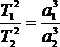 T₁²/T₂² = a₁³/a₂³